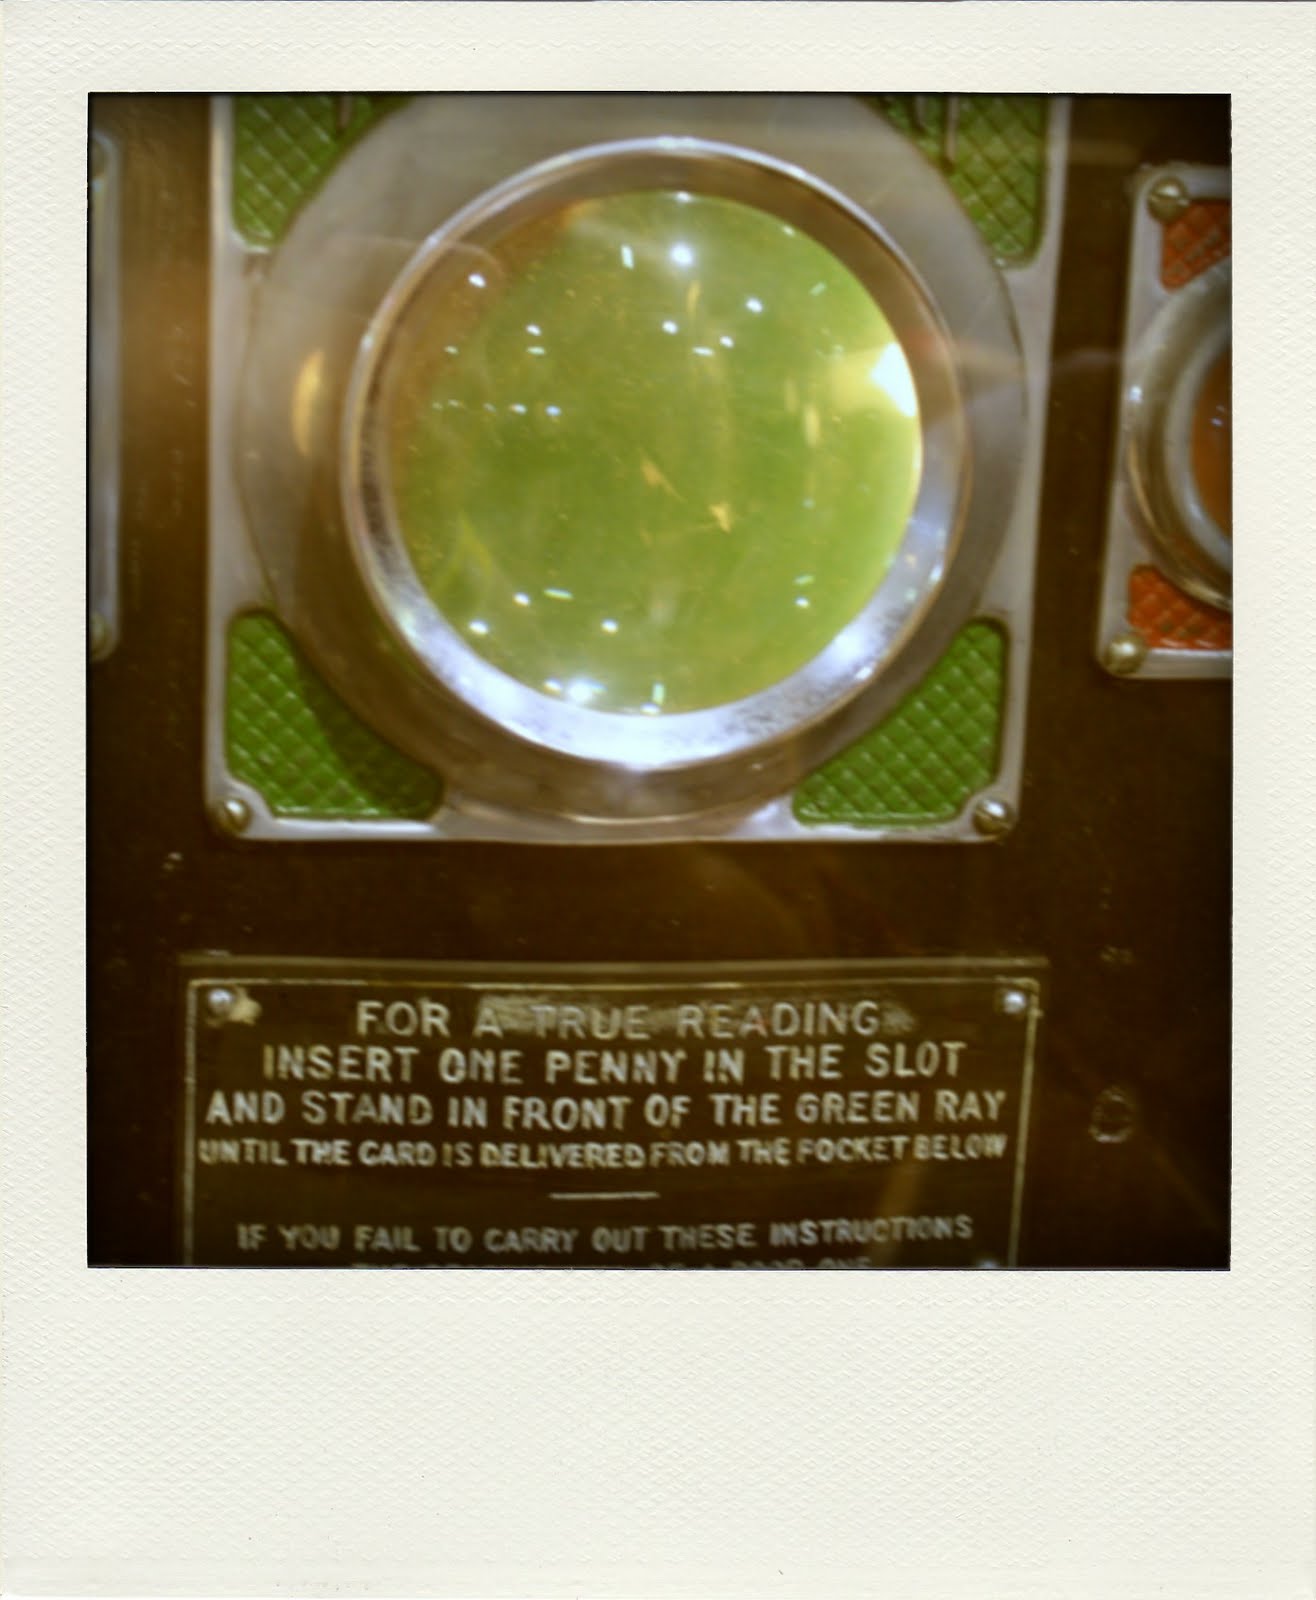 FOR A TRUE READING
INSERT ONE PENNY IN THE SLOT
AND STAND IN FRONT OF THE GREEN RAY
UNTIL THE CARD IS DELIVERED FROM THE POCKET BELOW
IF YOU FAIL TO CARRY OUT THESE INSTRUCTIONS